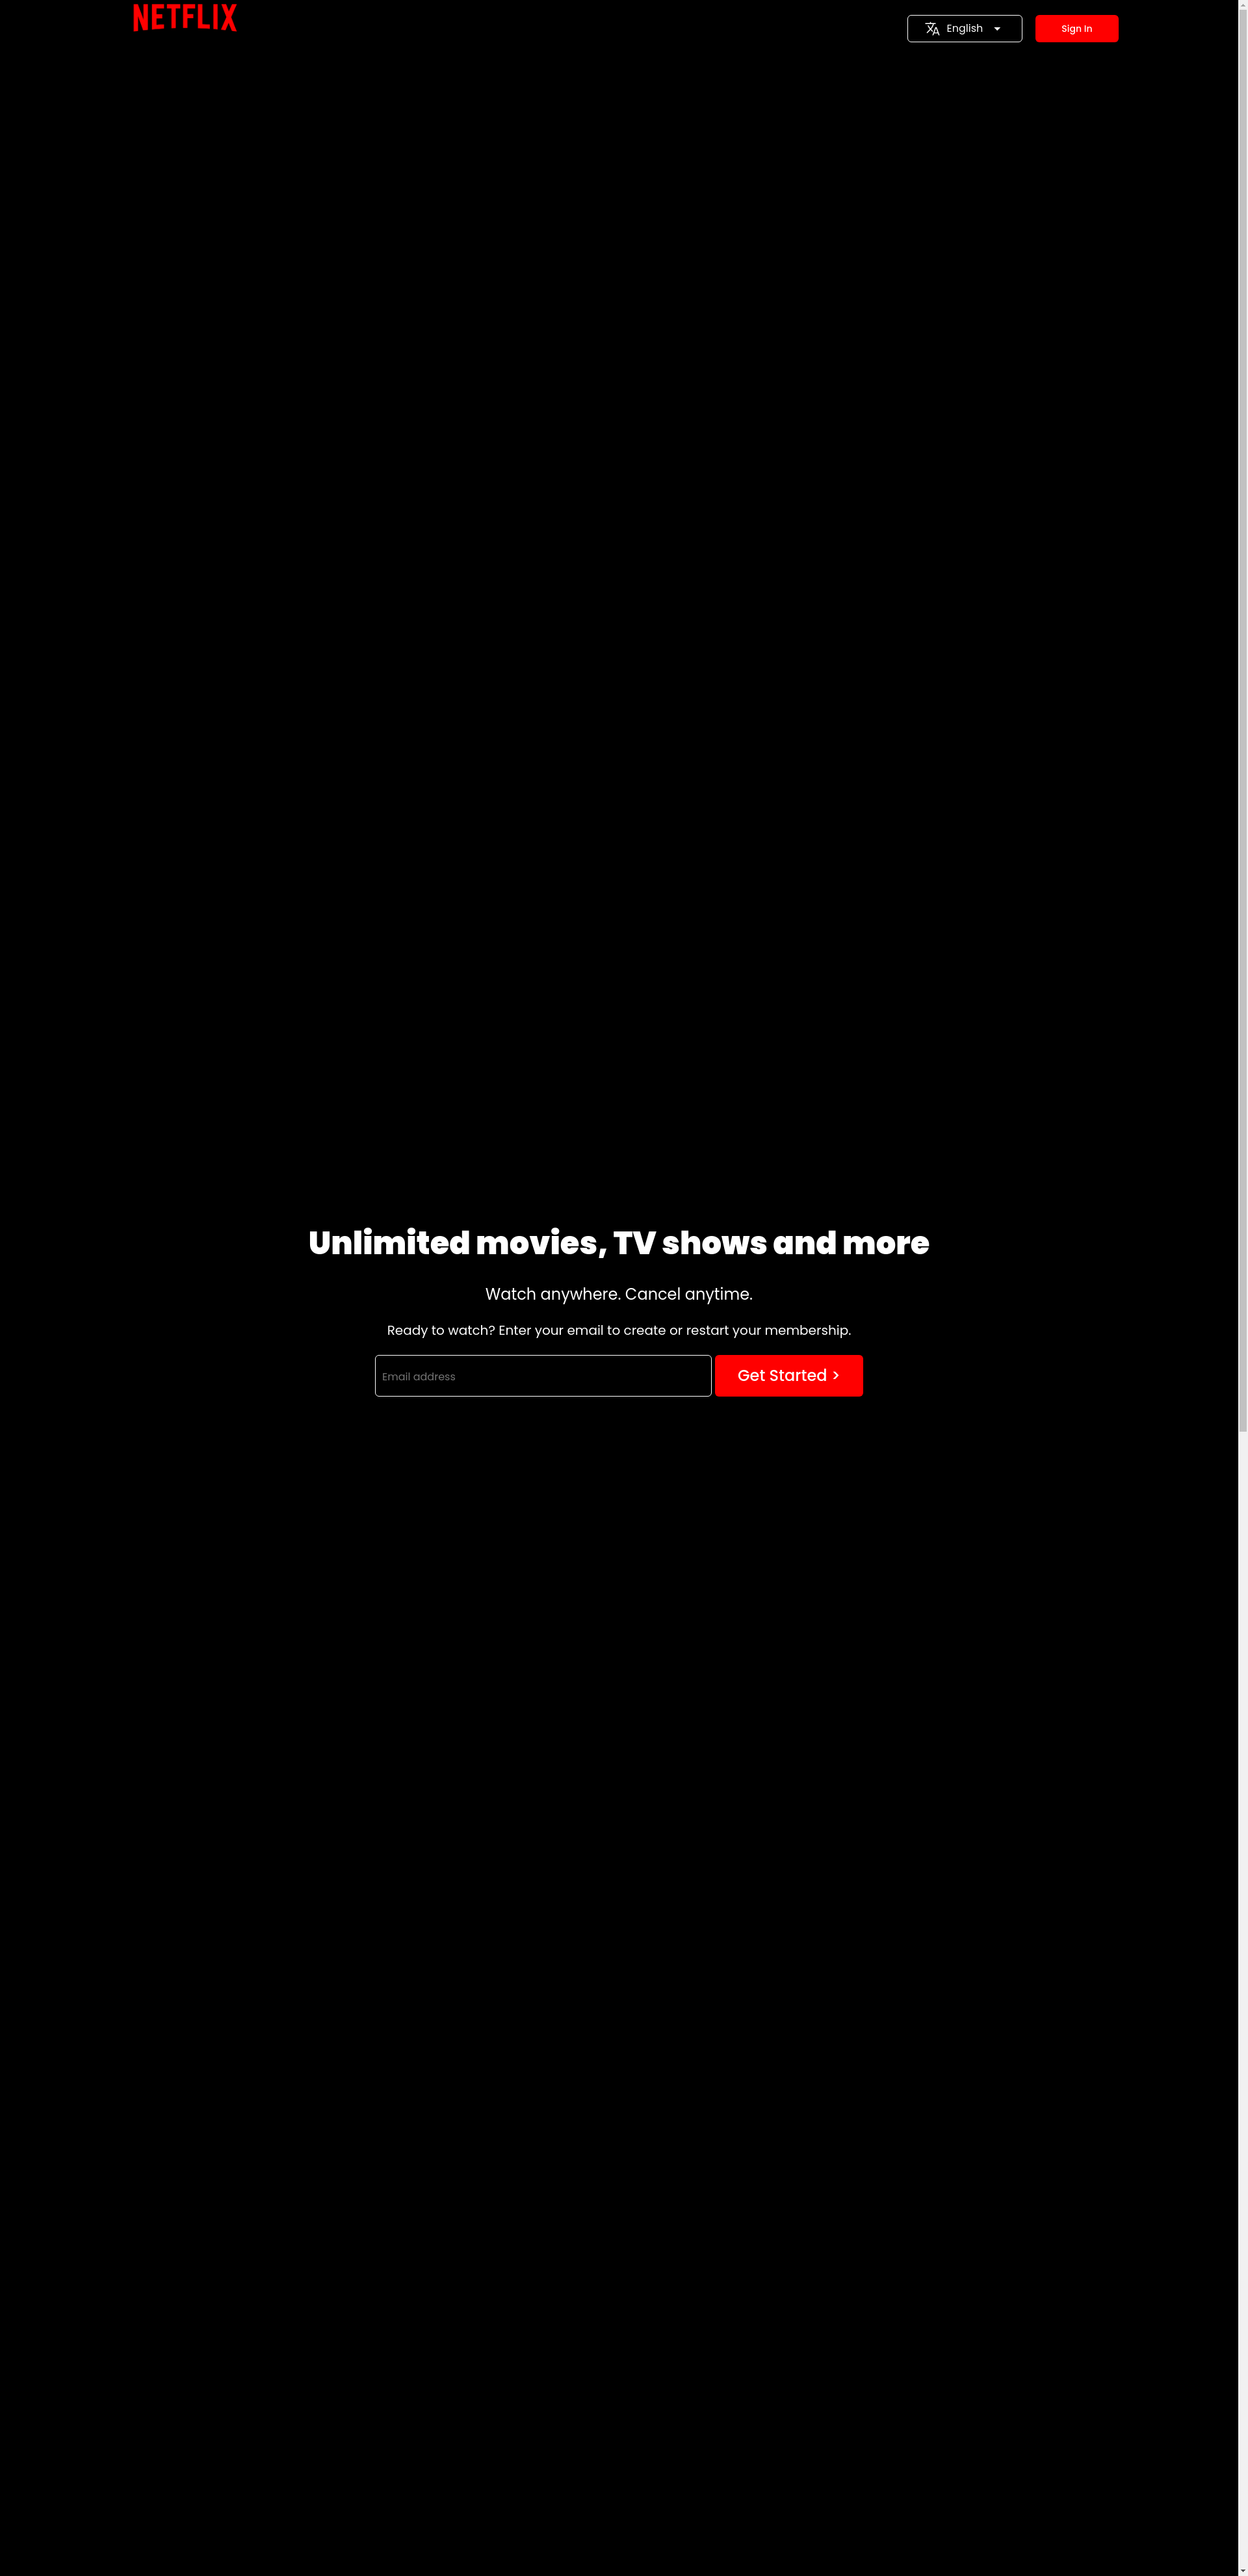 NETFLIX
English
Sign In
Unlimited movies, TV shows and more
Watch anywhere. Cancel anytime.
Ready to watch? Enter your email to create or restart your membership.
Email address
Get Started >